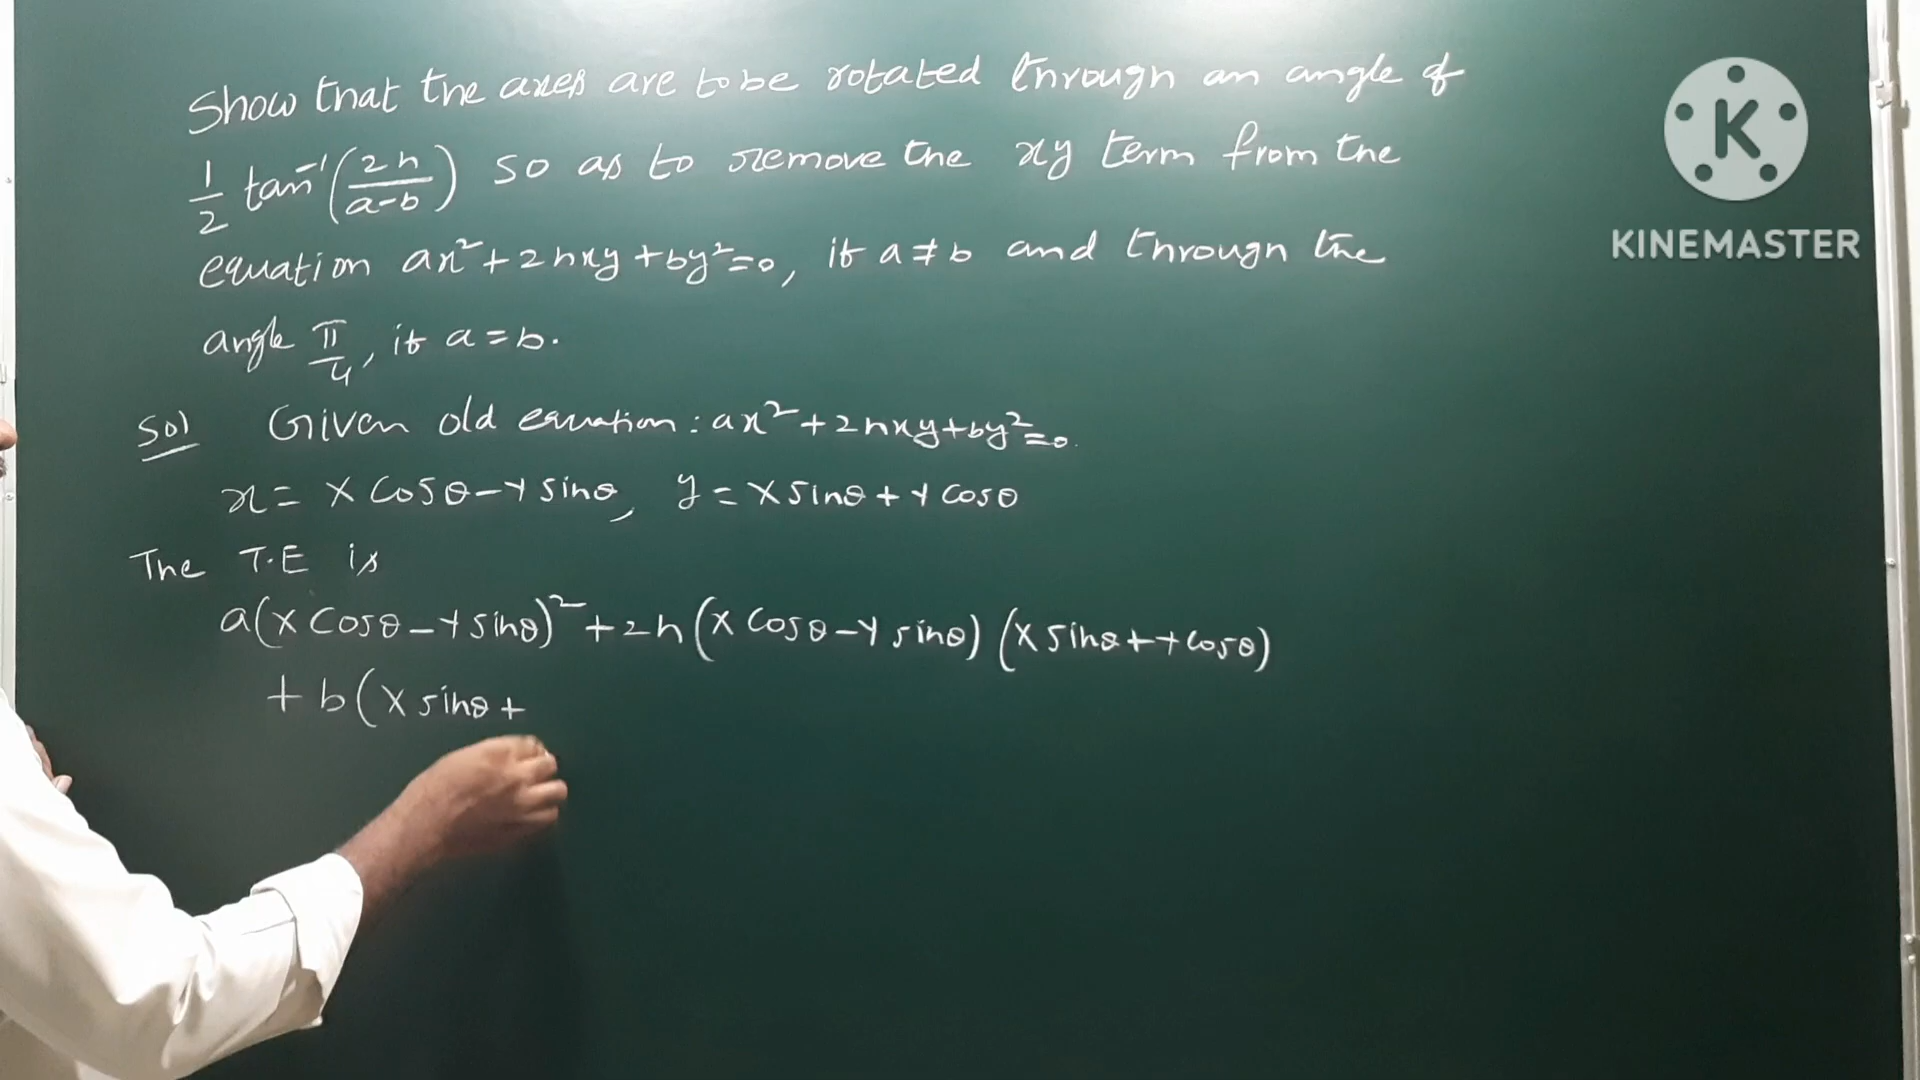 Show that the axes are to be rotated through an angle of
1/2 tan⁻¹(2h/a-b) so as to remove the xy term from the
equation ax²+2hxy+by²=0, if a≠b and through the
angle π/4, if a=b.
Sol Given old equation: ax²+2hxy+by²=0.
x = X Cosθ-Y sinθ, y = X sinθ + Y cosθ
The T.E is
a(X Cosθ-Y sinθ)²+2h(X Cosθ-Y sinθ)(X sinθ+Y cosθ)
+ b(X sinθ +
K
KINEMASTER